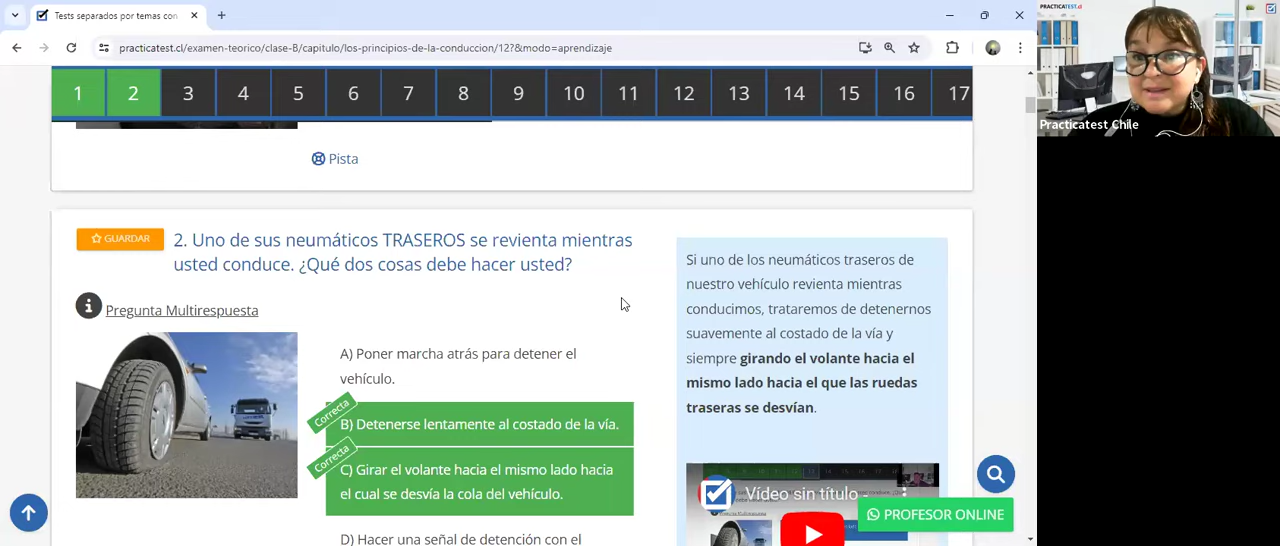 Tests separados por temas con
practicatest.cl/examen-teorico/clase-B/capitulo/los-principios-de-la-conduccion/12?&modo=aprendizaje
1 2 3 4 5 6 7 8 9 10 11 12 13 14 15 16 17
PRACTICATEST.cl
Practicatest Chile
Pista
GUARDAR
2. Uno de sus neumáticos TRASEROS se revienta mientras
usted conduce. ¿Qué dos cosas debe hacer usted?
Pregunta Multirespuesta
A) Poner marcha atrás para detener el
vehículo.
Correcta
B) Detenerse lentamente al costado de la vía.
Correcta
C) Girar el volante hacia el mismo lado hacia
el cual se desvía la cola del vehículo.
D) Hacer una señal de detención con el
Si uno de los neumáticos traseros de
nuestro vehículo revienta mientras
conducimos, trataremos de detenernos
suavemente al costado de la vía y
siempre girando el volante hacia el
mismo lado hacia el que las ruedas
traseras se desvían.
Vídeo sin título -
PROFESOR ONLINE